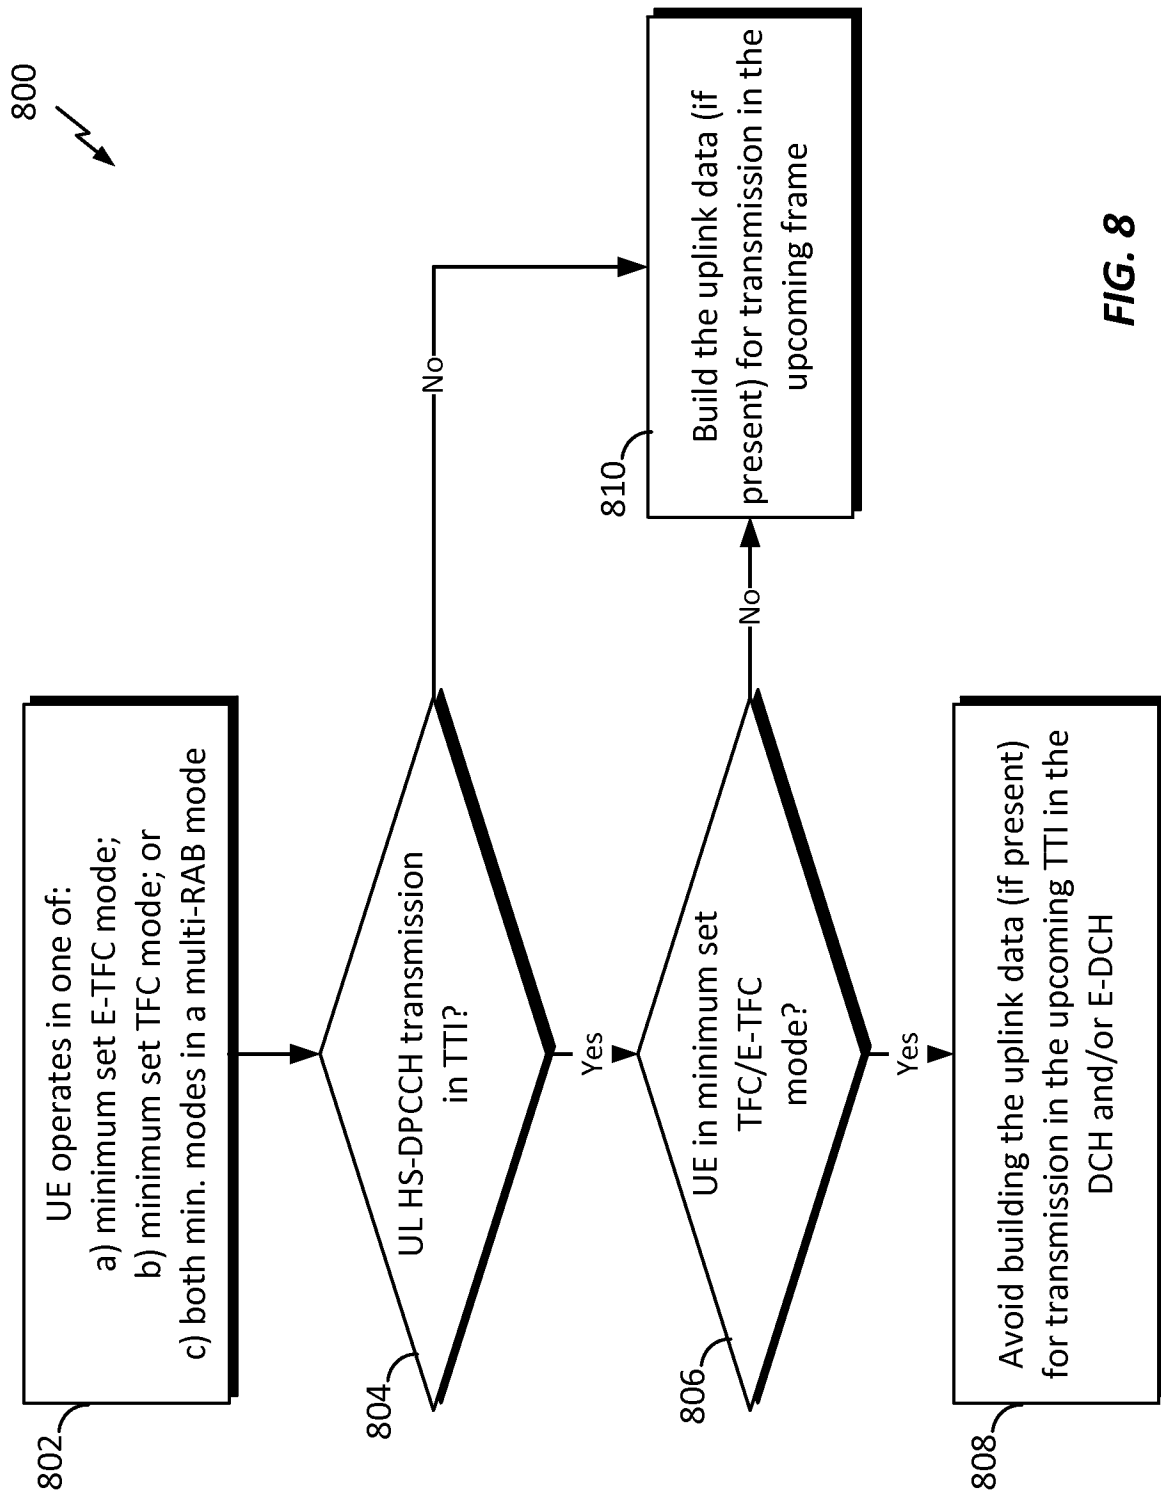 800
802
UE operates in one of:
a) minimum set E-TFC mode;
b) minimum set TFC mode; or
c) both min. modes in a multi-RAB mode
804
UL HS-DPCCH transmission
in TTI?
No
Yes
806
UE in minimum set
TFC/E-TFC
mode?
No
810
Build the uplink data (if
present) for transmission in the
upcoming frame
Yes
808
Avoid building the uplink data (if present)
for transmission in the upcoming TTI in the
DCH and/or E-DCH
FIG. 8